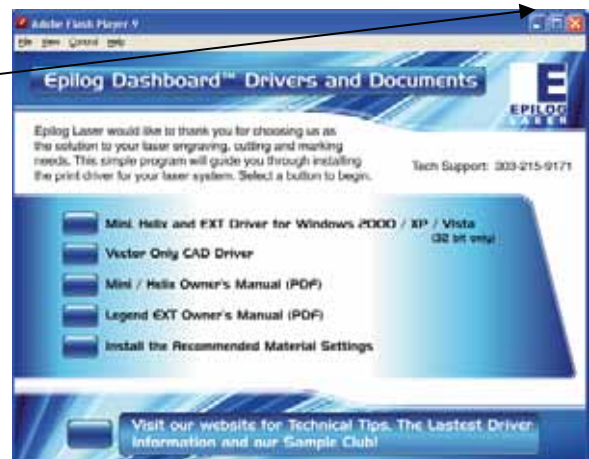 Adobe Flash Player 9
File View Control Help
Epilog Dashboard™ Drivers and Documents
E
EPILOG
LASER
Epilog Laser would like to thank you for choosing us as
the solution to your laser engraving, cutting and marking
needs. This simple program will guide you through installing
the print driver for your laser system. Select a button to begin.
Tech Support: 303-215-9171
Mini, Helix and EXT Driver for Windows 2000 / XP / Vista
(32 bit only)
Vector Only CAD Driver
Mini / Helix Owner's Manual (PDF)
Legend EXT Owner's Manual (PDF)
Install the Recommended Material Settings
Visit our website for Technical Tips, The Lastest Driver
Information and our Sample Club!